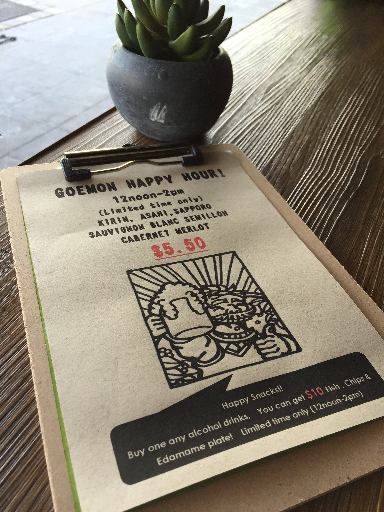 GOEMON HAPPY HOUR!
12noon-2pm
(Limited time only)
KIRIN, ASAHI, SAPPORO
SAUVIGNON BLANC SEMILLON
CABERNET MERLOT
$5.50
Happy Snacks!!
Buy one any alcohol drinks, You can get $10 Fish, Chips &
Edamame plate! Limited time only (12noon-2pm)